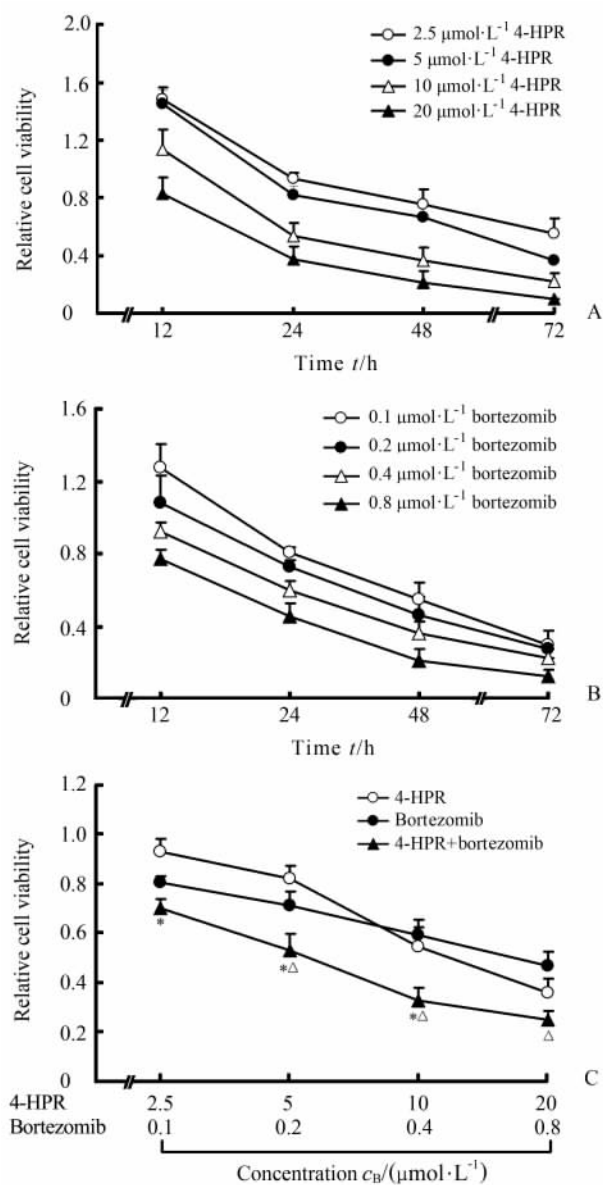 2.0
1.6
1.2
0.8
0.4
0
Relative cell viability
2.5 μmol·L⁻¹ 4-HPR
5 μmol·L⁻¹ 4-HPR
10 μmol·L⁻¹ 4-HPR
20 μmol·L⁻¹ 4-HPR
12 24 48 72
Time t/h
A
1.6
1.2
0.8
0.4
0
Relative cell viability
0.1 μmol·L⁻¹ bortezomib
0.2 μmol·L⁻¹ bortezomib
0.4 μmol·L⁻¹ bortezomib
0.8 μmol·L⁻¹ bortezomib
12 24 48 72
Time t/h
B
1.2
1.0
0.8
0.6
0.4
0.2
0
Relative cell viability
4-HPR
Bortezomib
4-HPR+bortezomib
* *△ *△ △
C
4-HPR 2.5 5 10 20
Bortezomib 0.1 0.2 0.4 0.8
Concentration c_B/(μmol·L⁻¹)